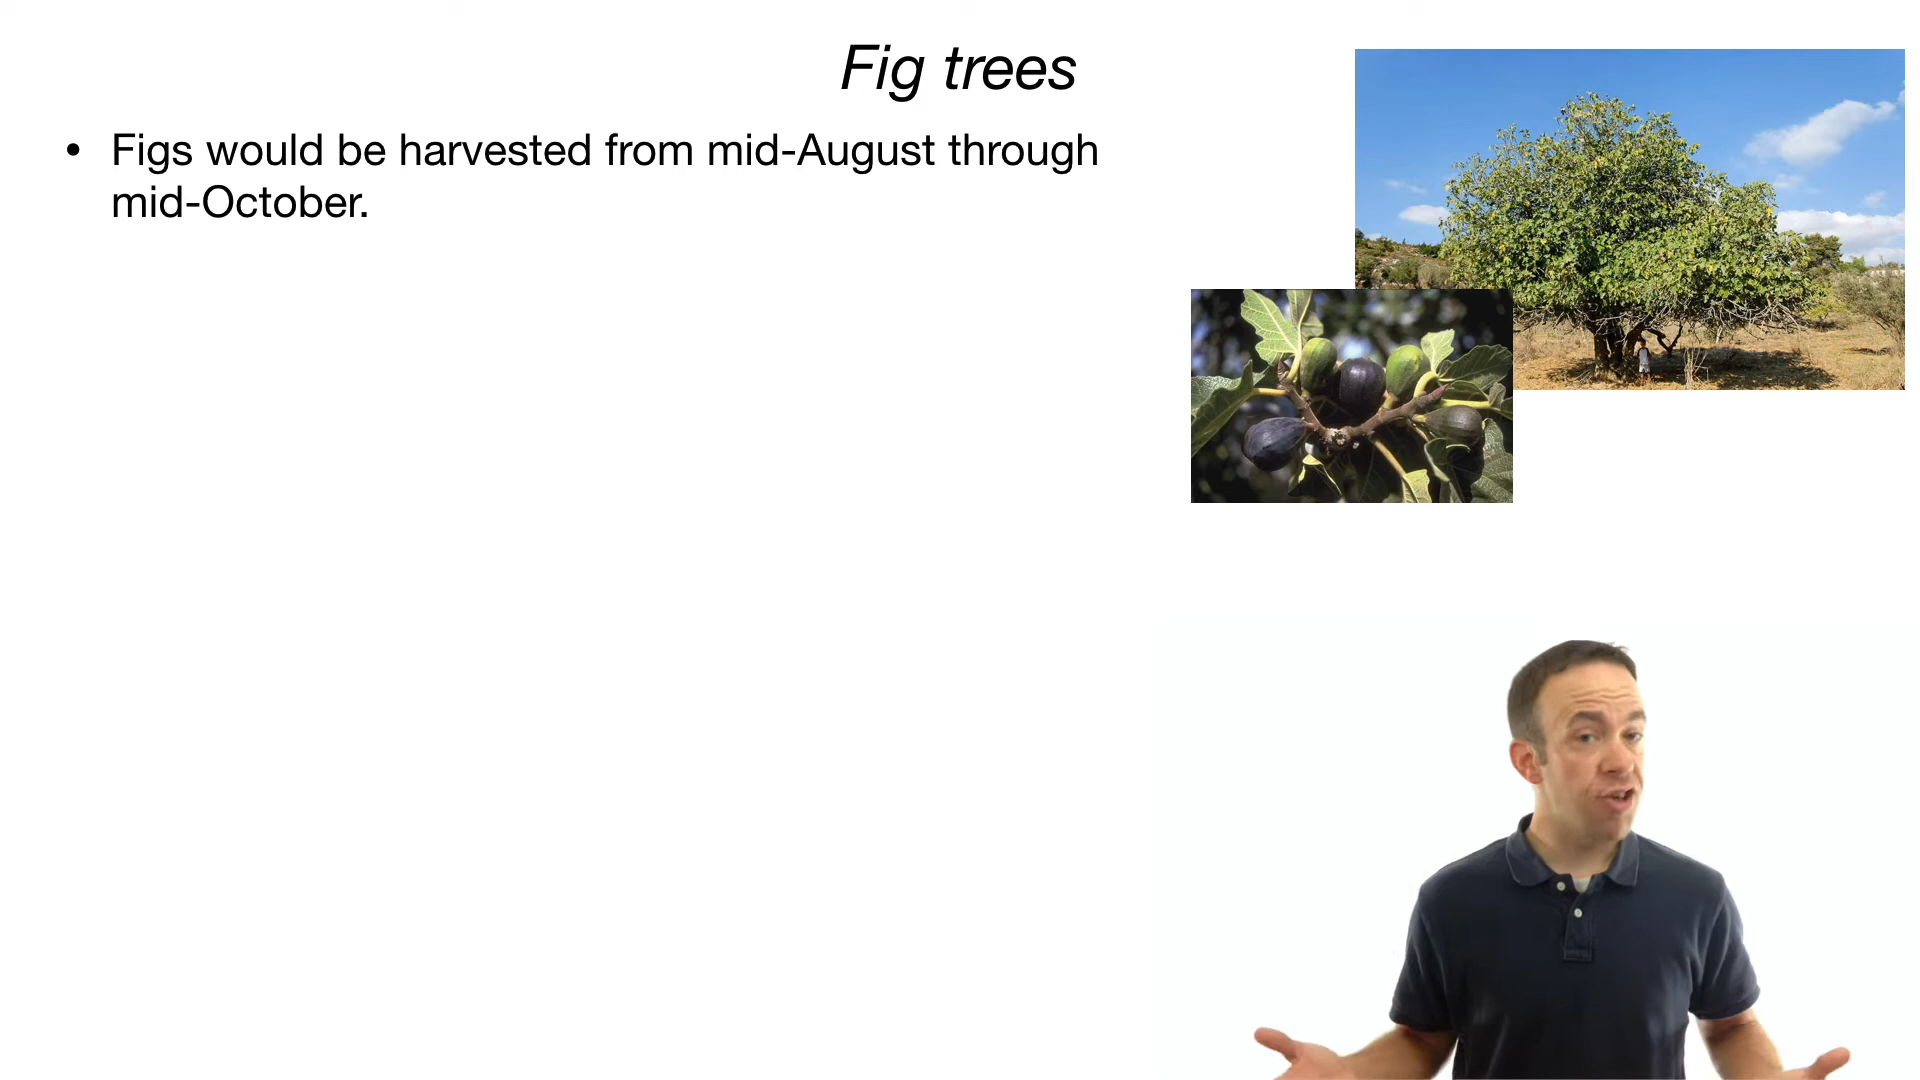 Fig trees
• Figs would be harvested from mid-August through
mid-October.